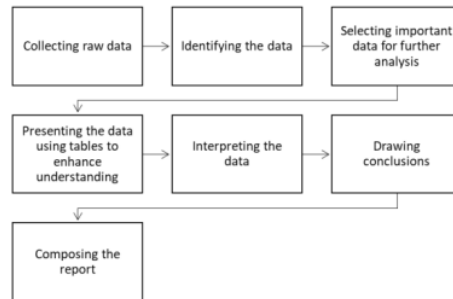 Collecting raw data
Identifying the data
Selecting important
data for further
analysis
Presenting the data
using tables to
enhance
understanding
Interpreting the
data
Drawing
conclusions
Composing the
report